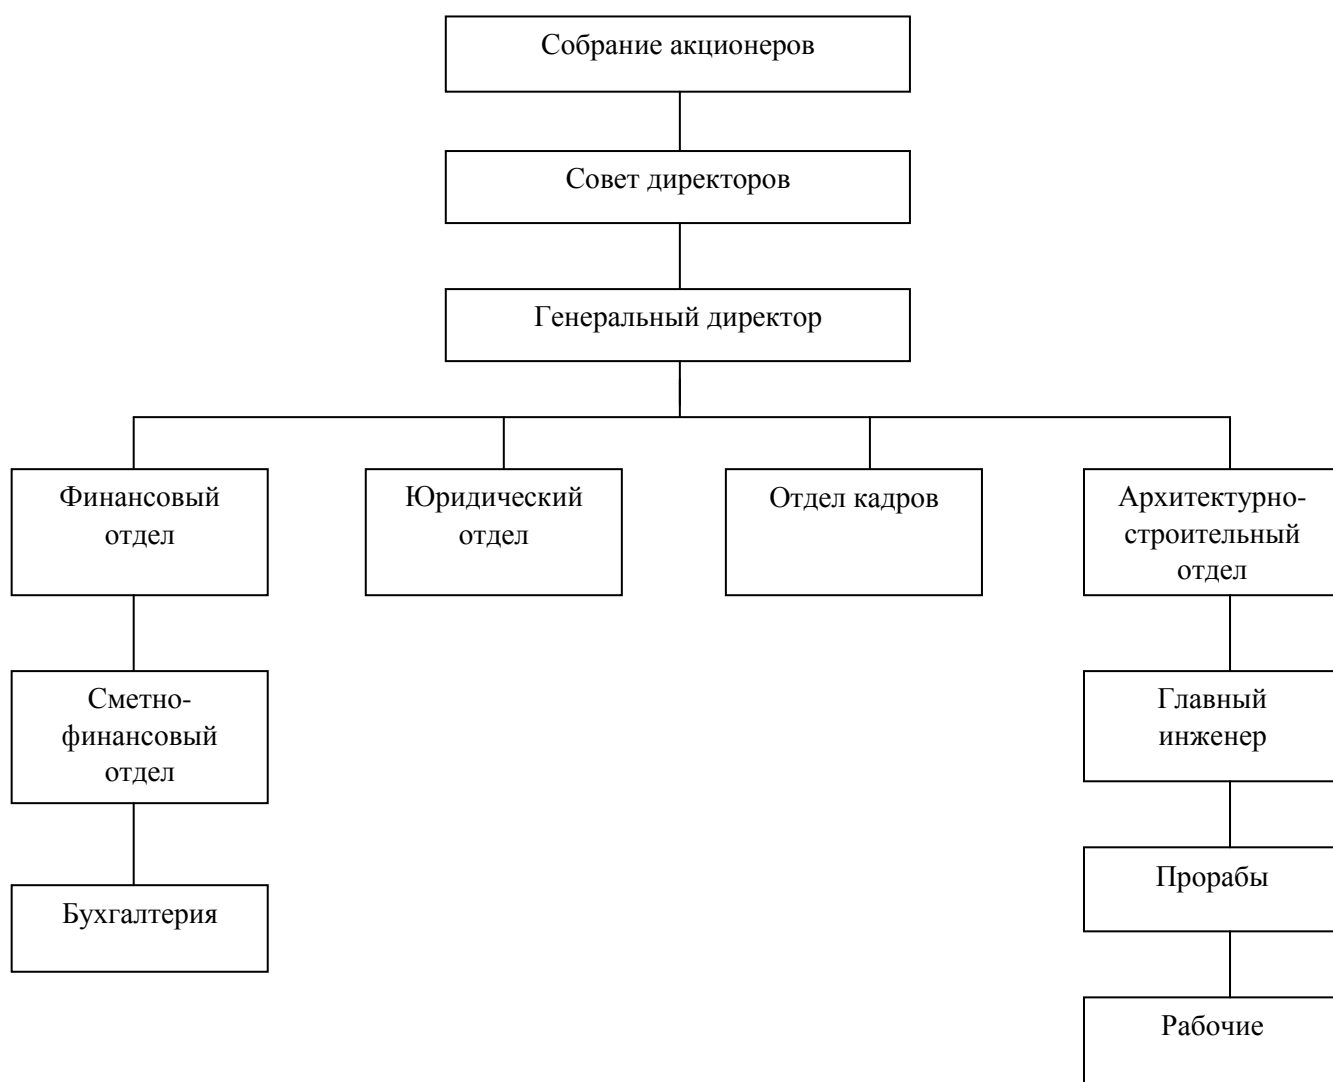 Собрание акционеров
Совет директоров
Генеральный директор
Финансовый
отдел
Юридический
отдел
Отдел кадров
Архитектурно-
строительный
отдел
Сметно-
финансовый
отдел
Главный
инженер
Бухгалтерия
Прорабы
Рабочие